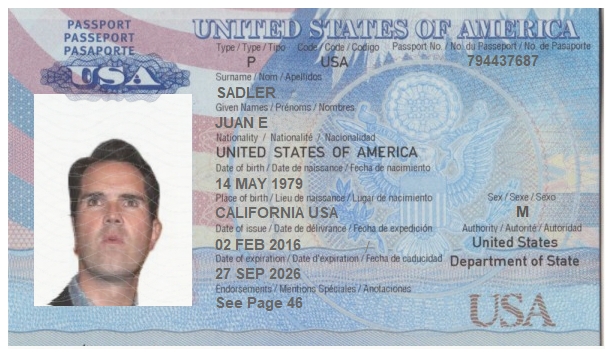 PASSPORT
PASSEPORT
PASAPORTE
USA
UNITED STATES OF AMERICA
Type / Type / Tipo Code / Code / Codigo Passport No. / No. du Passeport / No. de Pasaporte
P USA 794437687
Surname / Nom / Apellidos
SADLER
Given Names / Prénoms / Nombres
JUAN E
Nationality / Nationalité / Nacionalidad
UNITED STATES OF AMERICA
Date of birth / Date de naissance / Fecha de nacimiento
14 MAY 1979
Place of birth / Lieu de naissance / Lugar de nacimiento Sex / Sexe / Sexo
CALIFORNIA USA M
Date of issue / Date de délivrance / Fecha de expedición Authority / Autorité / Autoridad
02 FEB 2016 United States
Date of expiration / Date d'expiration / Fecha de caducidad Department of State
27 SEP 2026
Endorsements / Mentions Spéciales / Anotaciones
See Page 46
USA